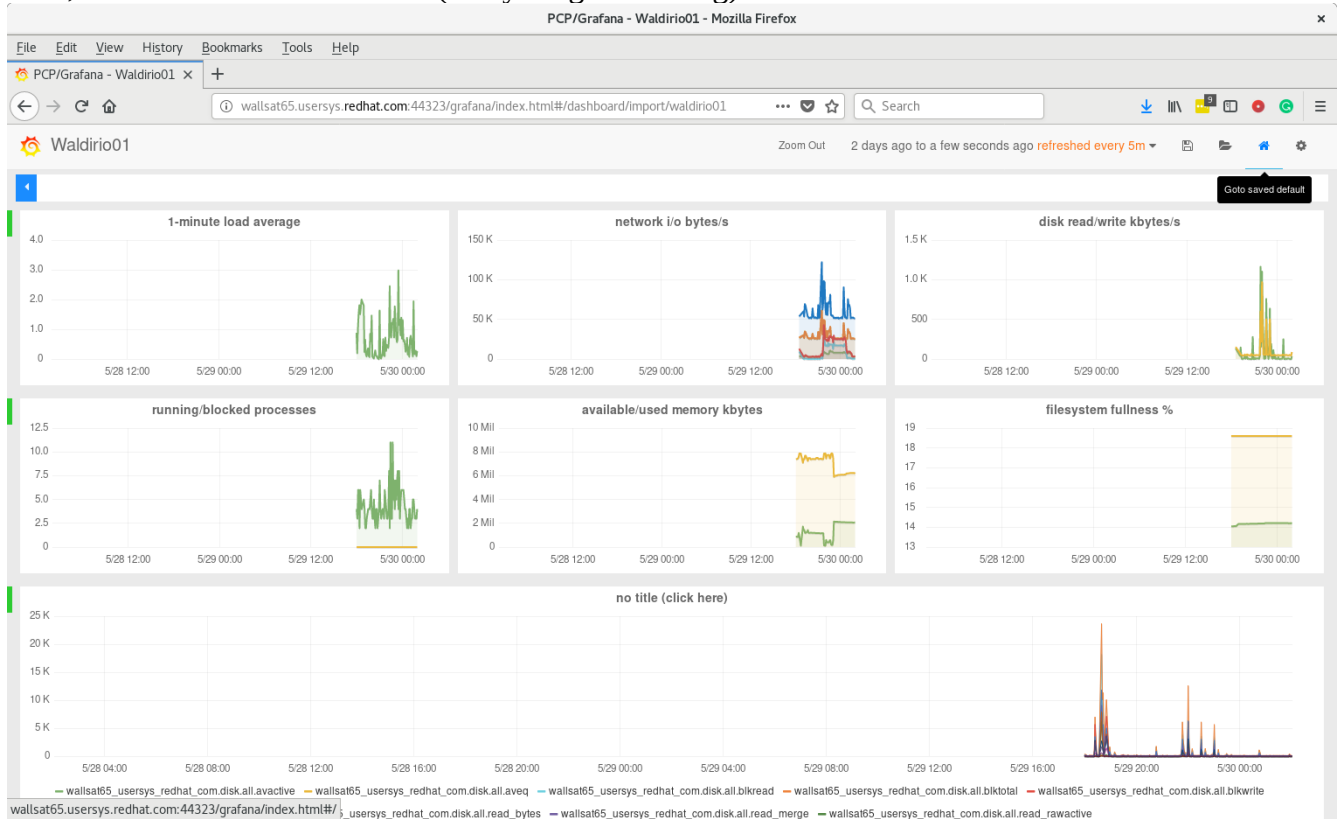 PCP/Grafana - Waldirio01 - Mozilla Firefox ×
File Edit View History Bookmarks Tools Help
PCP/Grafana - Waldirio01 × +
wallsat65.usersys.redhat.com:44323/grafana/index.html#/dashboard/import/waldirio01 ••• Search 9
Waldirio01 Zoom Out 2 days ago to a few seconds ago refreshed every 5m
Goto saved default
1-minute load average
4.0
3.0
2.0
1.0
0
5/28 12:00 5/29 00:00 5/29 12:00 5/30 00:00
network i/o bytes/s
150 K
100 K
50 K
0
5/28 12:00 5/29 00:00 5/29 12:00 5/30 00:00
disk read/write kbytes/s
1.5 K
1.0 K
500
0
5/28 12:00 5/29 00:00 5/29 12:00 5/30 00:00
running/blocked processes
12.5
10.0
7.5
5.0
2.5
0
5/28 12:00 5/29 00:00 5/29 12:00 5/30 00:00
available/used memory kbytes
10 Mil
8 Mil
6 Mil
4 Mil
2 Mil
0
5/28 12:00 5/29 00:00 5/29 12:00 5/30 00:00
filesystem fullness %
19
18
17
16
15
14
13
5/28 12:00 5/29 00:00 5/29 12:00 5/30 00:00
no title (click here)
25 K
20 K
15 K
10 K
5 K
0
5/28 04:00 5/28 08:00 5/28 12:00 5/28 16:00 5/28 20:00 5/29 00:00 5/29 04:00 5/29 08:00 5/29 12:00 5/29 16:00 5/29 20:00 5/30 00:00
wallsat65_usersys_redhat_com.disk.all.avactive wallsat65_usersys_redhat_com.disk.all.aveq wallsat65_usersys_redhat_com.disk.all.blkread wallsat65_usersys_redhat_com.disk.all.blktotal wallsat65_usersys_redhat_com.disk.all.blkwrite
wallsat65.usersys.redhat.com:44323/grafana/index.html#/ _usersys_redhat_com.disk.all.read_bytes wallsat65_usersys_redhat_com.disk.all.read_merge wallsat65_usersys_redhat_com.disk.all.read_rawactive